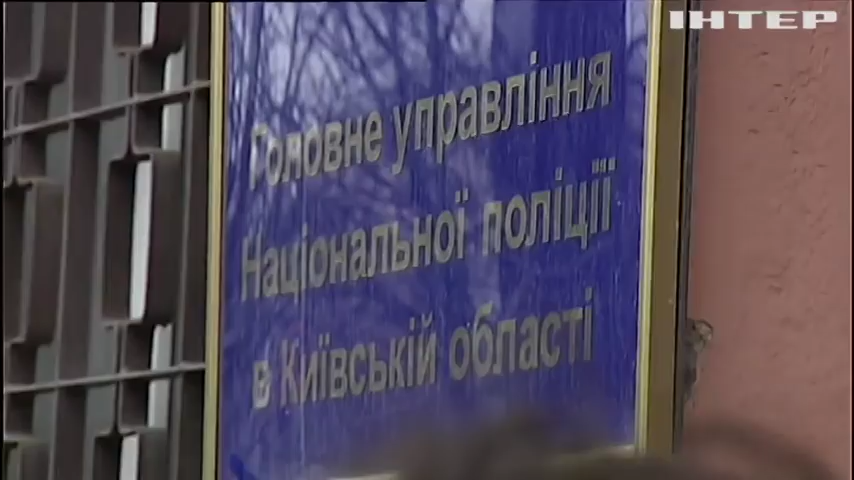 ІНТЕР
Головне управління
Національної поліції
в Київській області